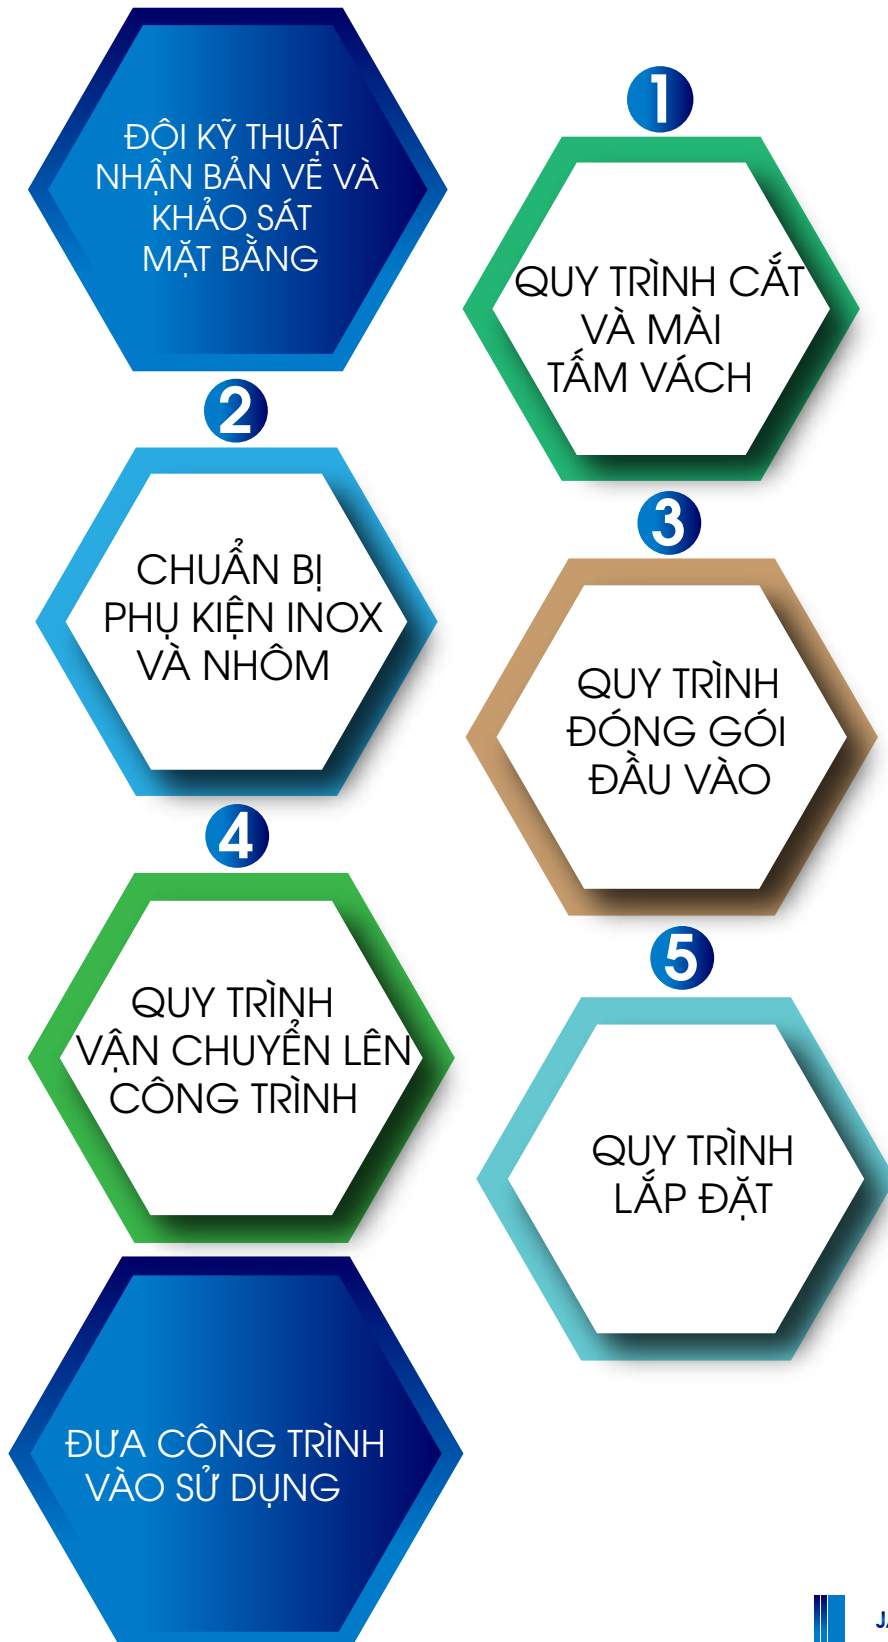 ĐỘI KỸ THUẬT
NHẬN BẢN VẼ VÀ
KHẢO SÁT
MẶT BẰNG
1
QUY TRÌNH CẮT
VÀ MÀI
TẤM VÁCH
2
CHUẨN BỊ
PHỤ KIỆN INOX
VÀ NHÔM
3
QUY TRÌNH
ĐÓNG GÓI
ĐẦU VÀO
4
QUY TRÌNH
VẬN CHUYỂN LÊN
CÔNG TRÌNH
5
QUY TRÌNH
LẮP ĐẶT
ĐƯA CÔNG TRÌNH
VÀO SỬ DỤNG